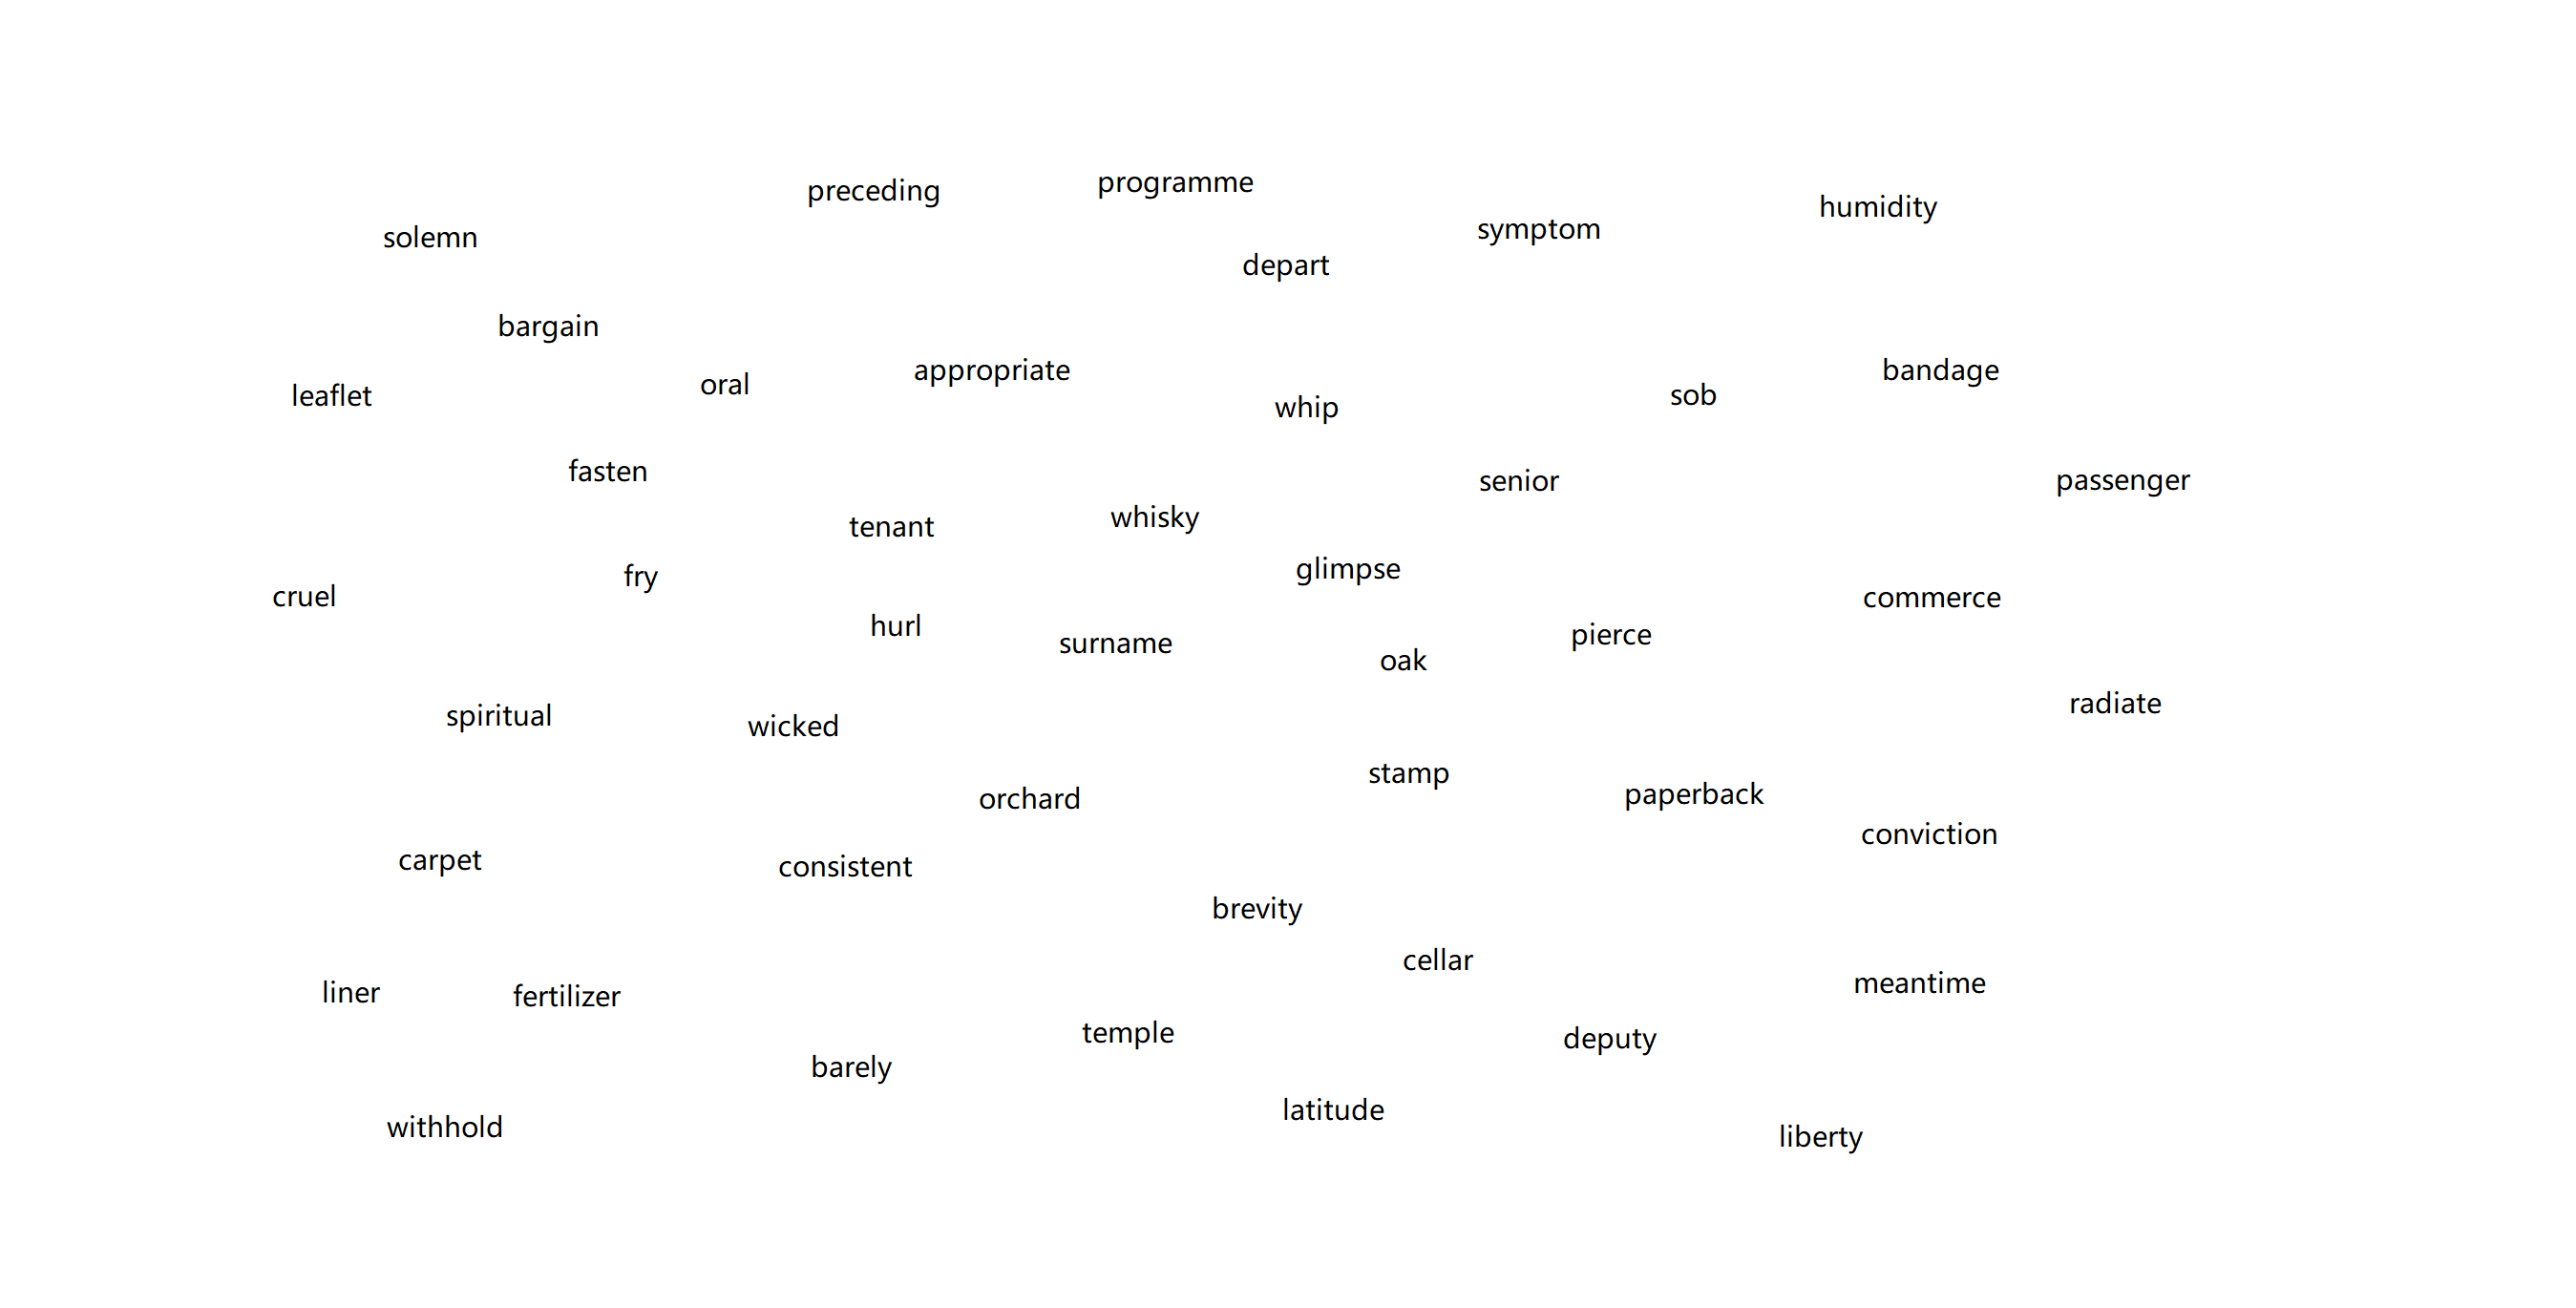 preceding programme humidity
solemn symptom
depart
bargain
leaflet oral appropriate whip sob bandage
fasten senior passenger
tenant whisky
cruel fry glimpse commerce
hurl surname oak pierce
spiritual wicked radiate
orchard stamp paperback
carpet consistent conviction
brevity
cellar
liner fertilizer meantime
temple deputy
barely
withhold latitude liberty